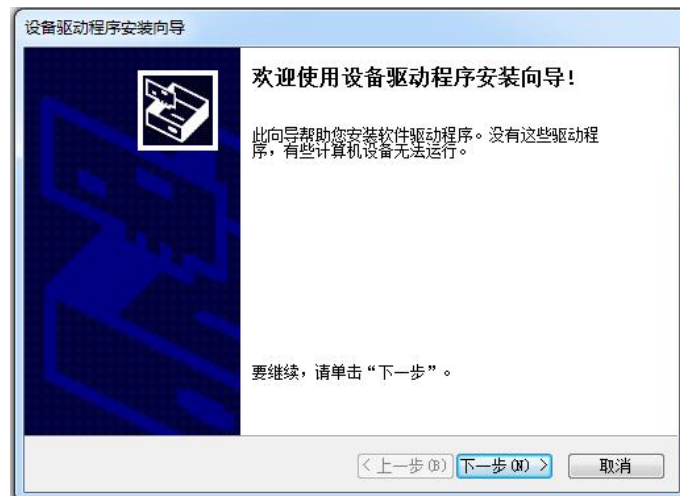 设备驱动程序安装向导
欢迎使用设备驱动程序安装向导!
此向导帮助您安装软件驱动程序。没有这些驱动程
序，有些计算机设备无法运行。
要继续，请单击“下一步”。
< 上一步(B) 下一步(N) > 取消